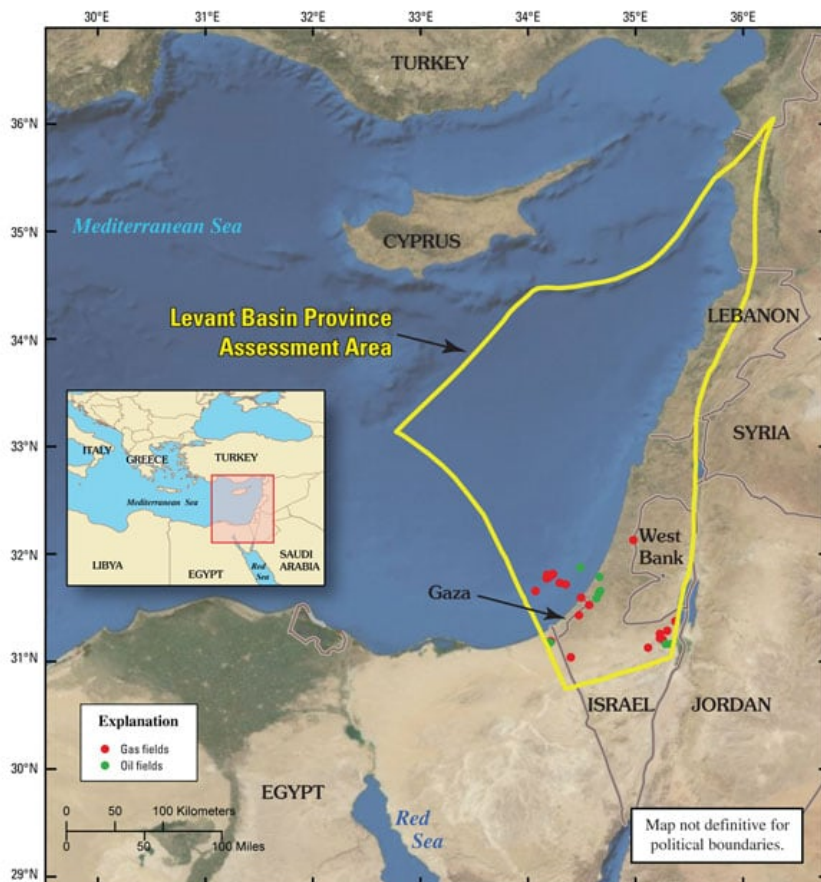 30°E
31°E
32°E
33°E
34°E
35°E
36°E
TURKEY
36°N
35°N
Mediterranean Sea
CYPRUS
Levant Basin Province
Assessment Area
34°N
LEBANON
33°N
SYRIA
ITALY
GREECE
TURKEY
Mediterranean Sea
LIBYA
EGYPT
Red
Sea
SAUDI
ARABIA
32°N
West
Bank
Gaza
31°N
ISRAEL
JORDAN
Explanation
Gas fields
Oil fields
30°N
EGYPT
Red
Sea
0 50 100 Kilometers
0 50 100 Miles
Map not definitive for
political boundaries.
29°N